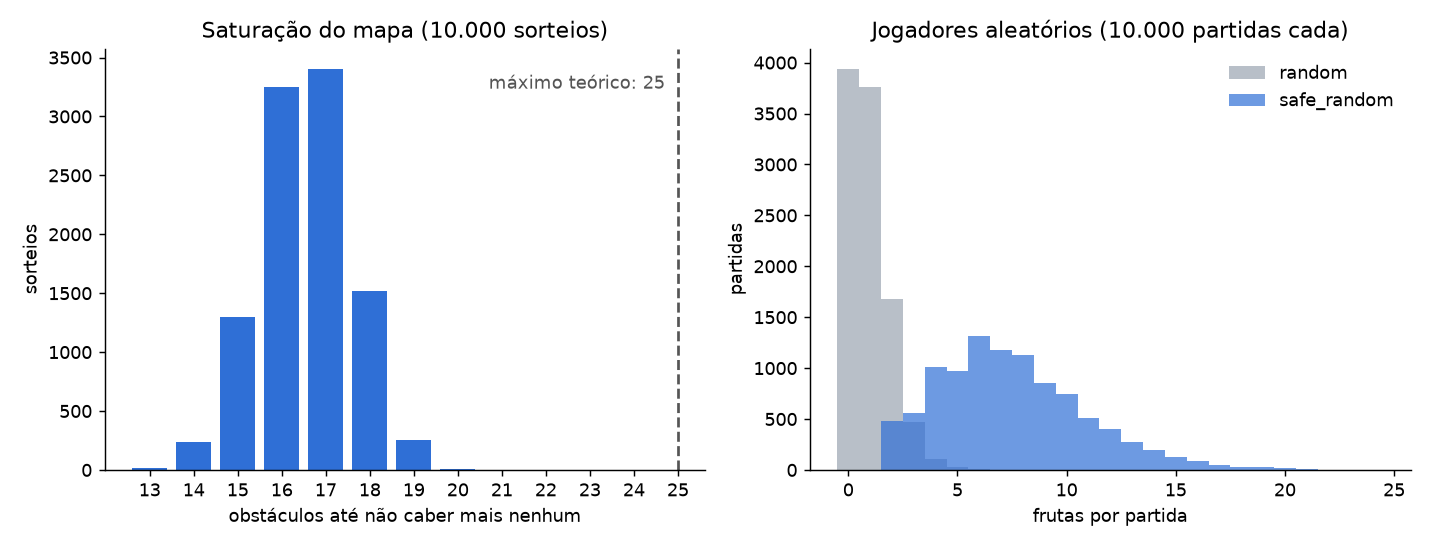 Saturação do mapa (10.000 sorteios)
máximo teórico: 25
sorteios
3500
3000
2500
2000
1500
1000
500
0
13 14 15 16 17 18 19 20 21 22 23 24 25
obstáculos até não caber mais nenhum
Jogadores aleatórios (10.000 partidas cada)
random
safe_random
partidas
4000
3500
3000
2500
2000
1500
1000
500
0
0 5 10 15 20 25
frutas por partida